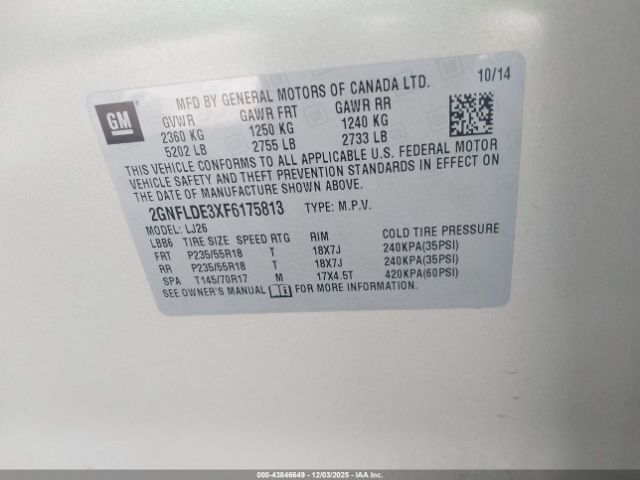 MFD BY GENERAL MOTORS OF CANADA LTD. 10/14
GM
GVWR GAWR FRT GAWR RR
2360 KG 1250 KG 1240 KG
5202 LB 2755 LB 2733 LB
THIS VEHICLE CONFORMS TO ALL APPLICABLE U.S. FEDERAL MOTOR
VEHICLE SAFETY AND THEFT PREVENTION STANDARDS IN EFFECT ON
THE DATE OF MANUFACTURE SHOWN ABOVE.
2GNFLDE3XF6175813 TYPE: M.P.V.
MODEL: LJ26
LBB6 TIRE SIZE SPEED RTG RIM COLD TIRE PRESSURE
FRT P235/55R18 T 18X7J 240KPA(35PSI)
RR P235/55R18 T 18X7J 240KPA(35PSI)
SPA T145/70R17 M 17X4.5T 420KPA(60PSI)
SEE OWNER'S MANUAL FOR MORE INFORMATION.
000-43846649 - 12/03/2025 - IAAI.com